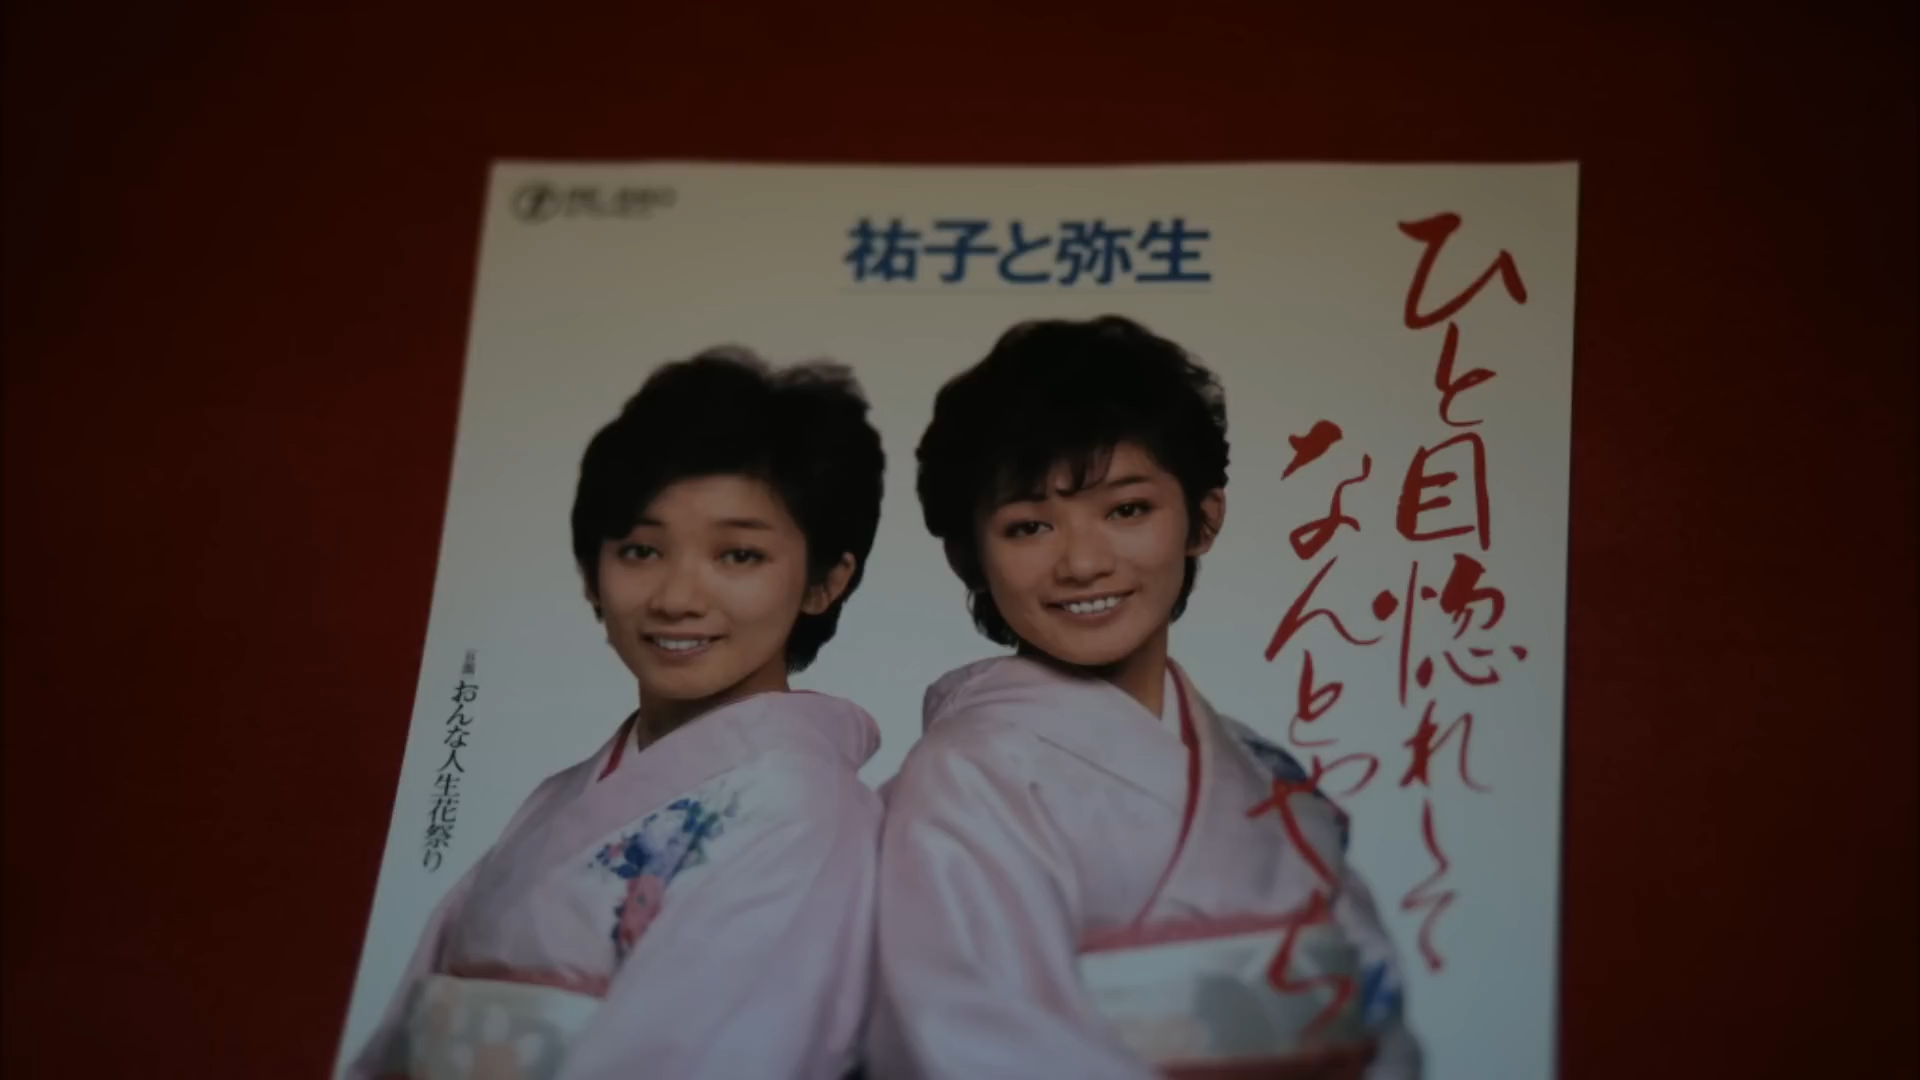 祐子と弥生
ひと目惚れして
なんとやら
おんな人生花祭り